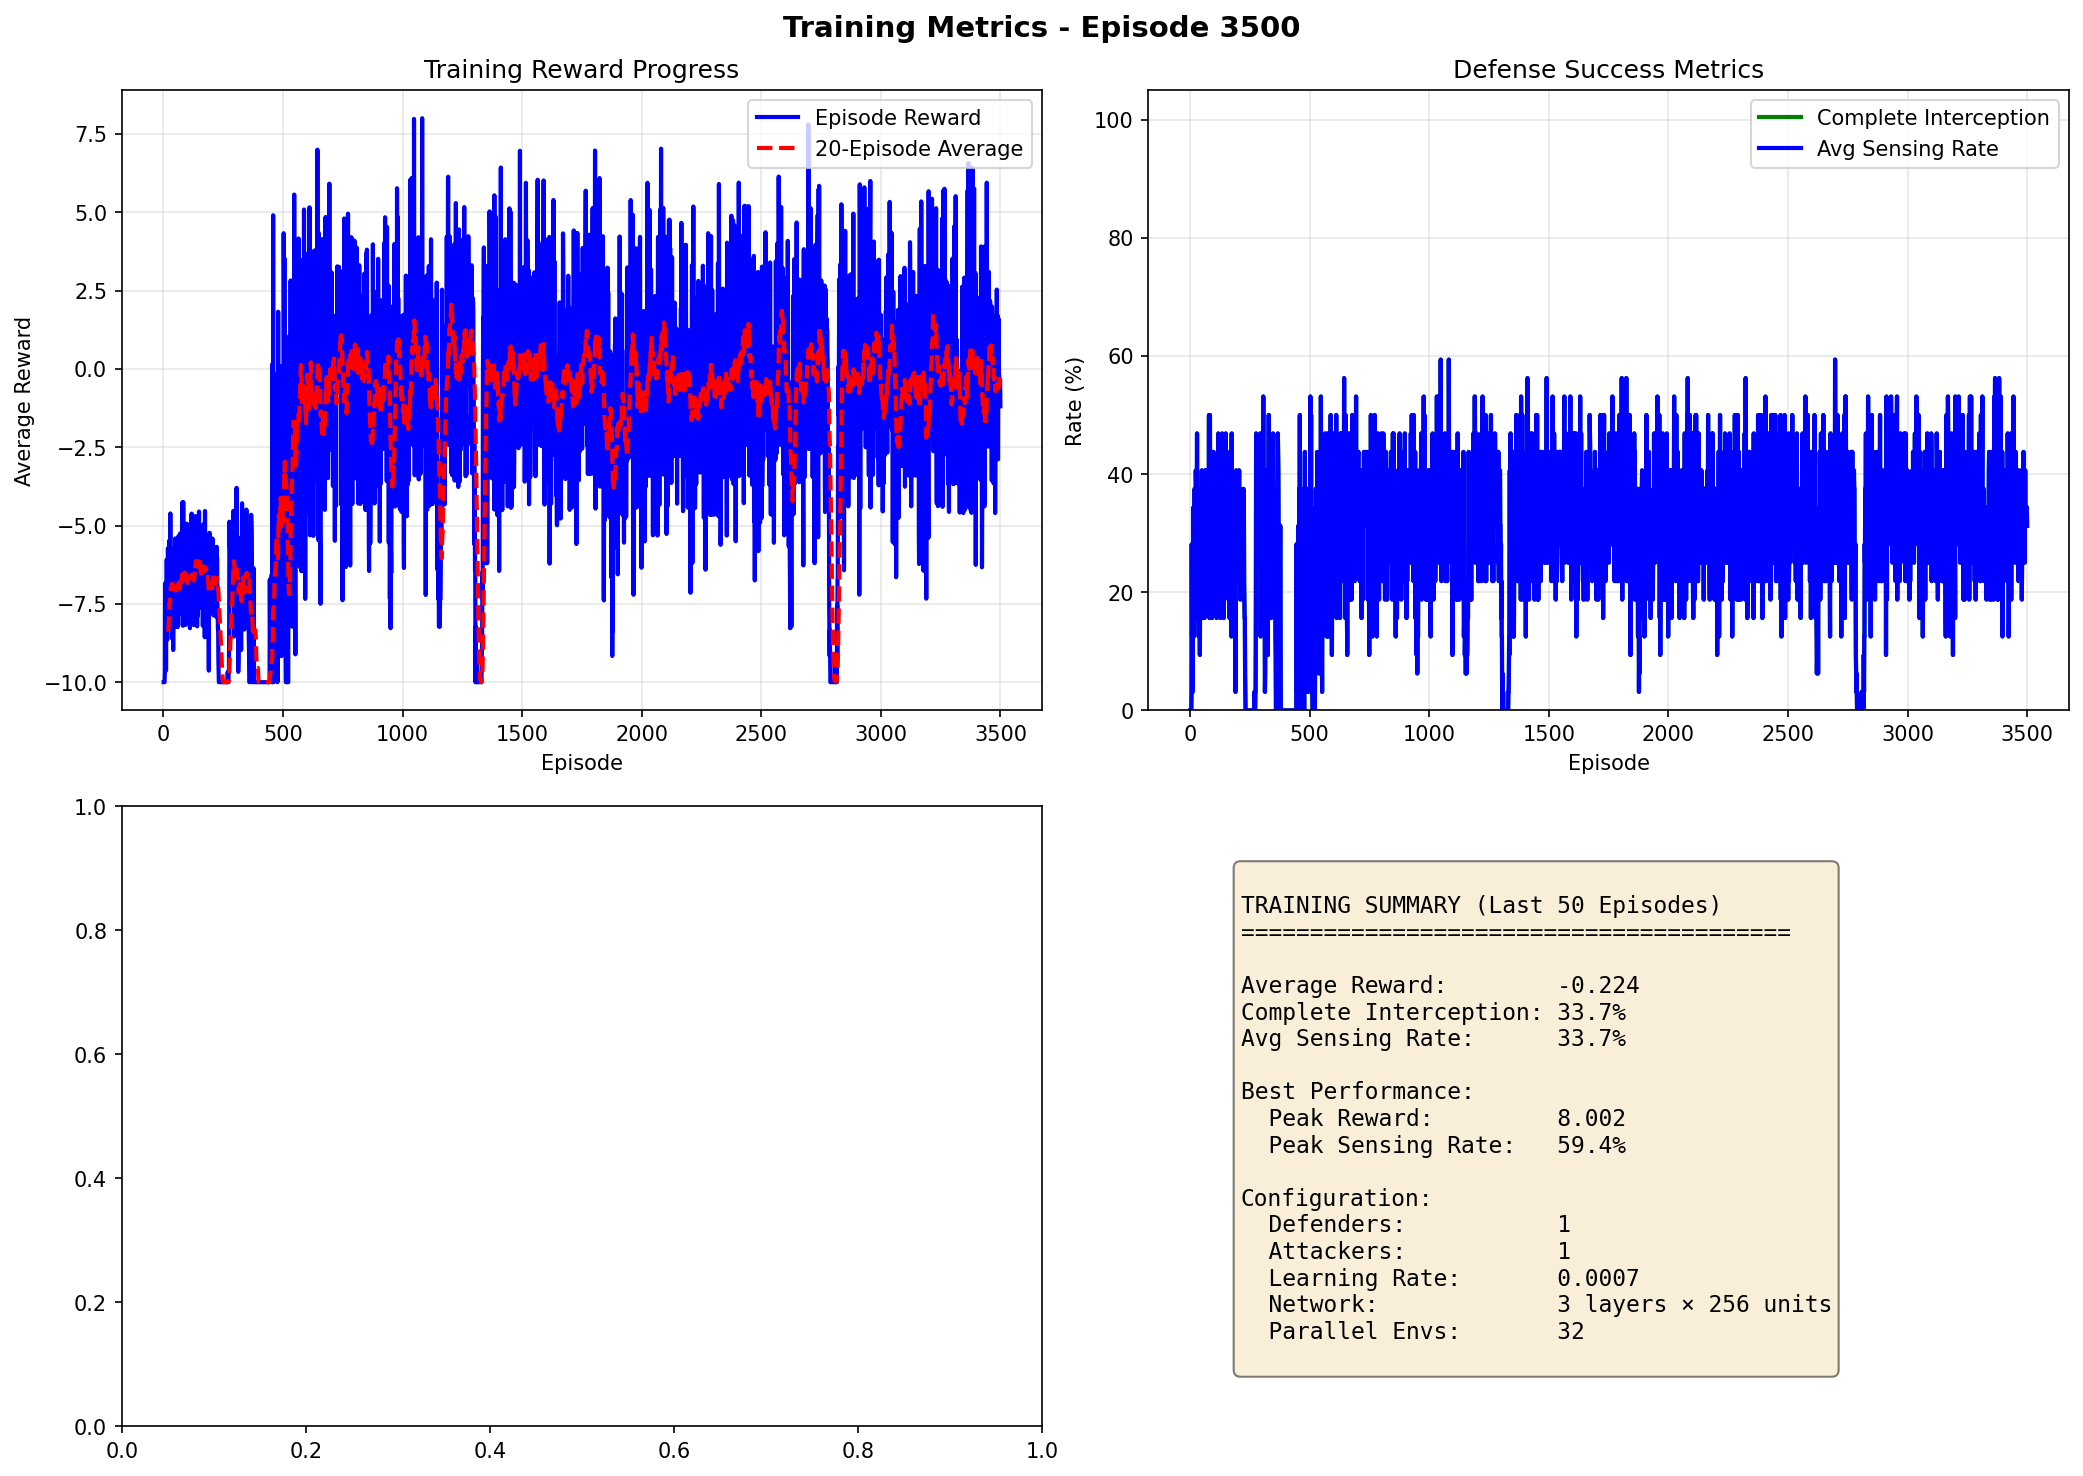 Training Metrics - Episode 3500
Training Reward Progress
Episode Reward
20-Episode Average
7.5
5.0
2.5
0.0
−2.5
−5.0
−7.5
−10.0
Average Reward
0 500 1000 1500 2000 2500 3000 3500
Episode
Defense Success Metrics
Complete Interception
Avg Sensing Rate
100
80
60
40
20
0
Rate (%)
0 500 1000 1500 2000 2500 3000 3500
Episode
1.0
0.8
0.6
0.4
0.2
0.0
0.0 0.2 0.4 0.6 0.8 1.0
TRAINING SUMMARY (Last 50 Episodes)
========================================
Average Reward: -0.224
Complete Interception: 33.7%
Avg Sensing Rate: 33.7%
Best Performance:
Peak Reward: 8.002
Peak Sensing Rate: 59.4%
Configuration:
Defenders: 1
Attackers: 1
Learning Rate: 0.0007
Network: 3 layers × 256 units
Parallel Envs: 32